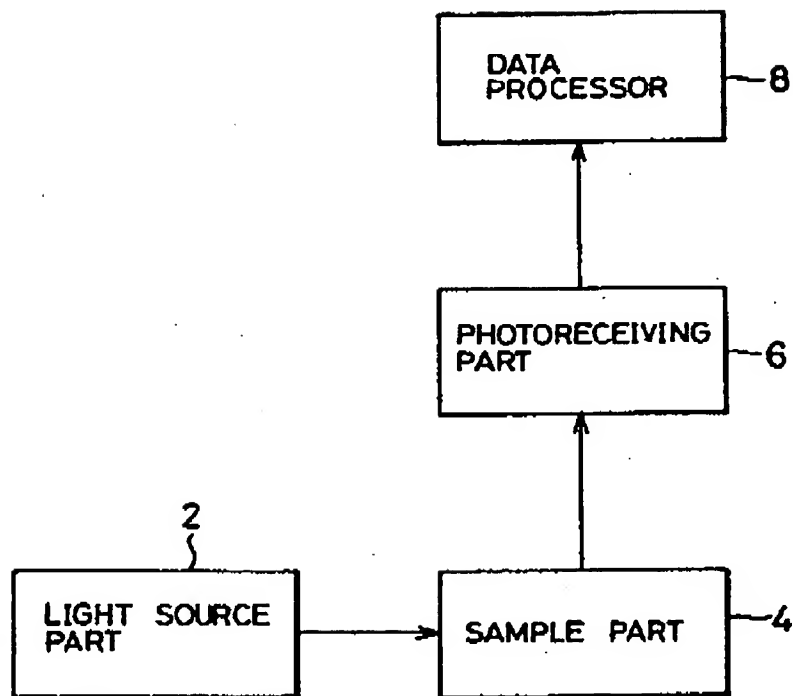 DATA
PROCESSOR
8
PHOTORECEIVING
PART
6
2
LIGHT SOURCE
PART
SAMPLE PART
4